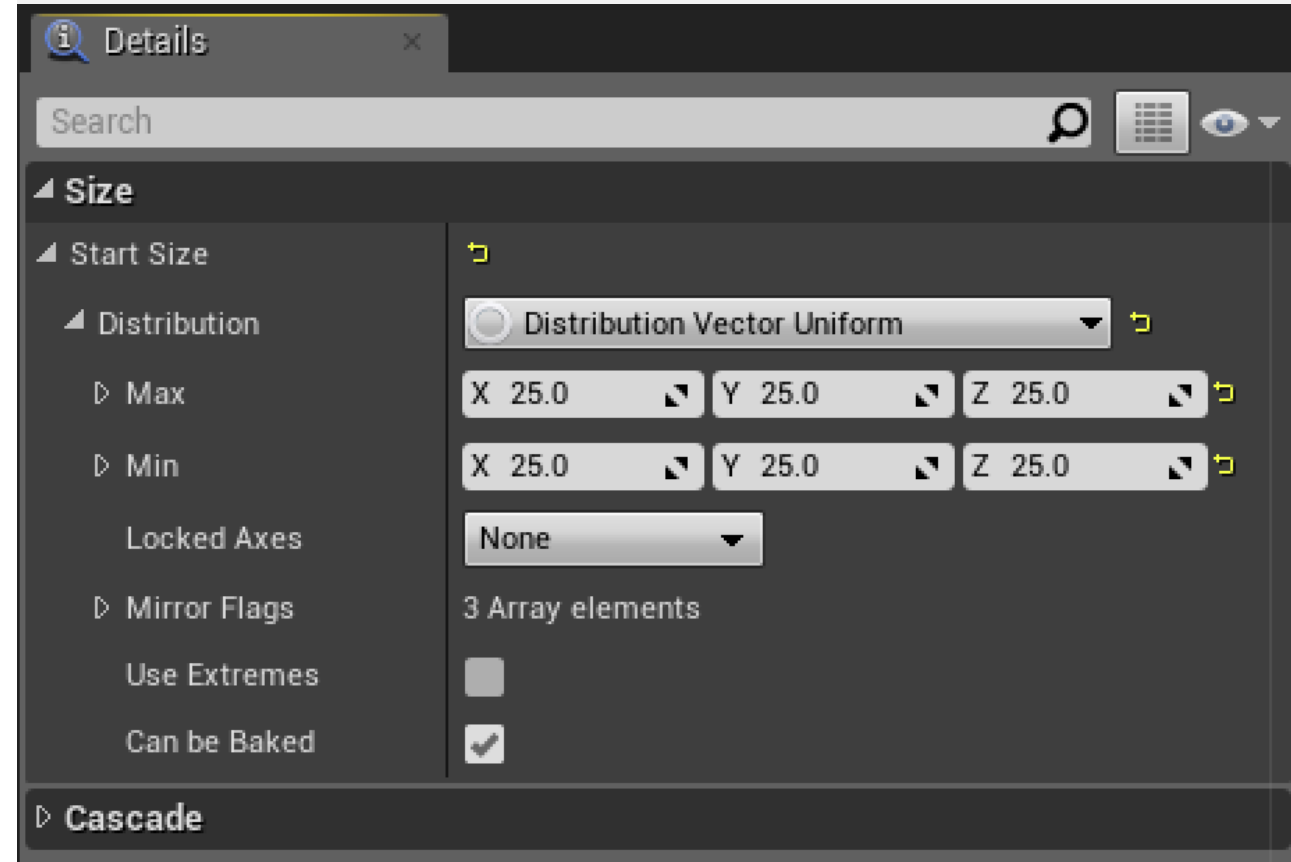 Details
Search
Size
Start Size
Distribution Distribution Vector Uniform
Max X 25.0 Y 25.0 Z 25.0
Min X 25.0 Y 25.0 Z 25.0
Locked Axes None
Mirror Flags 3 Array elements
Use Extremes
Can be Baked
Cascade